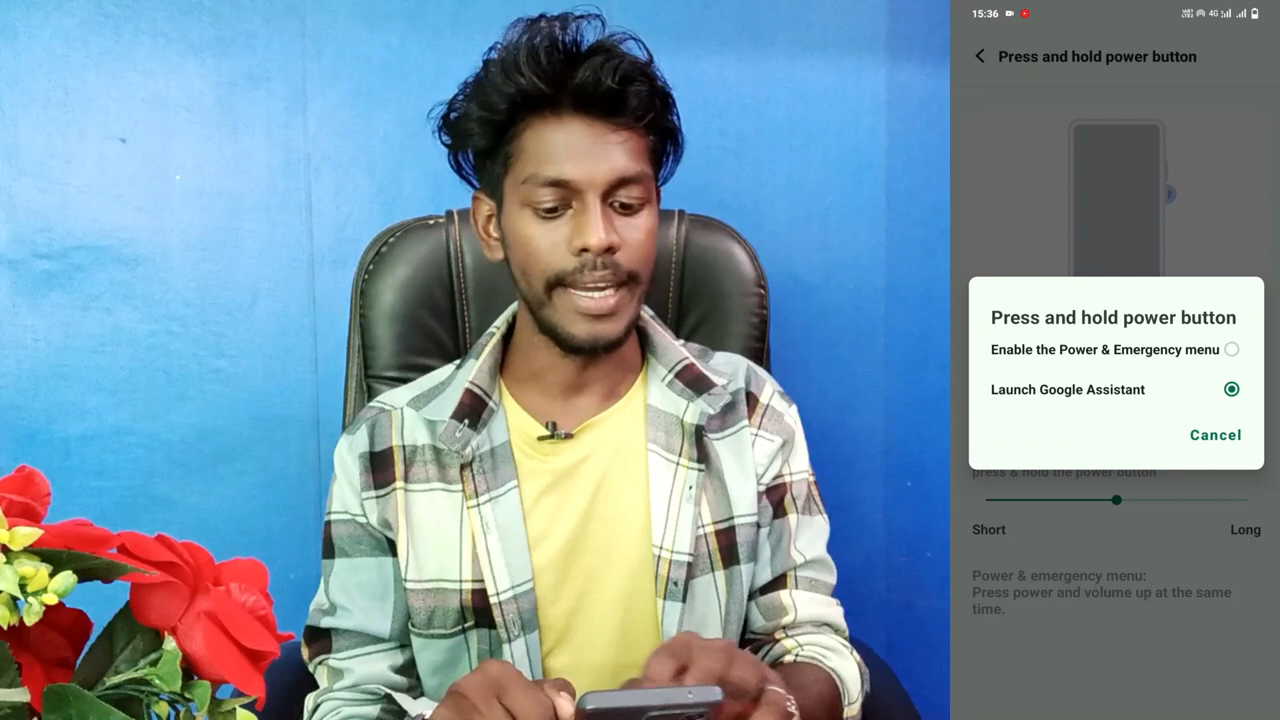 15:36
4G
Press and hold power button
Press and hold power button
Enable the Power & Emergency menu
Launch Google Assistant
Cancel
press & hold the power button
Short
Long
Power & emergency menu:
Press power and volume up at the same
time.